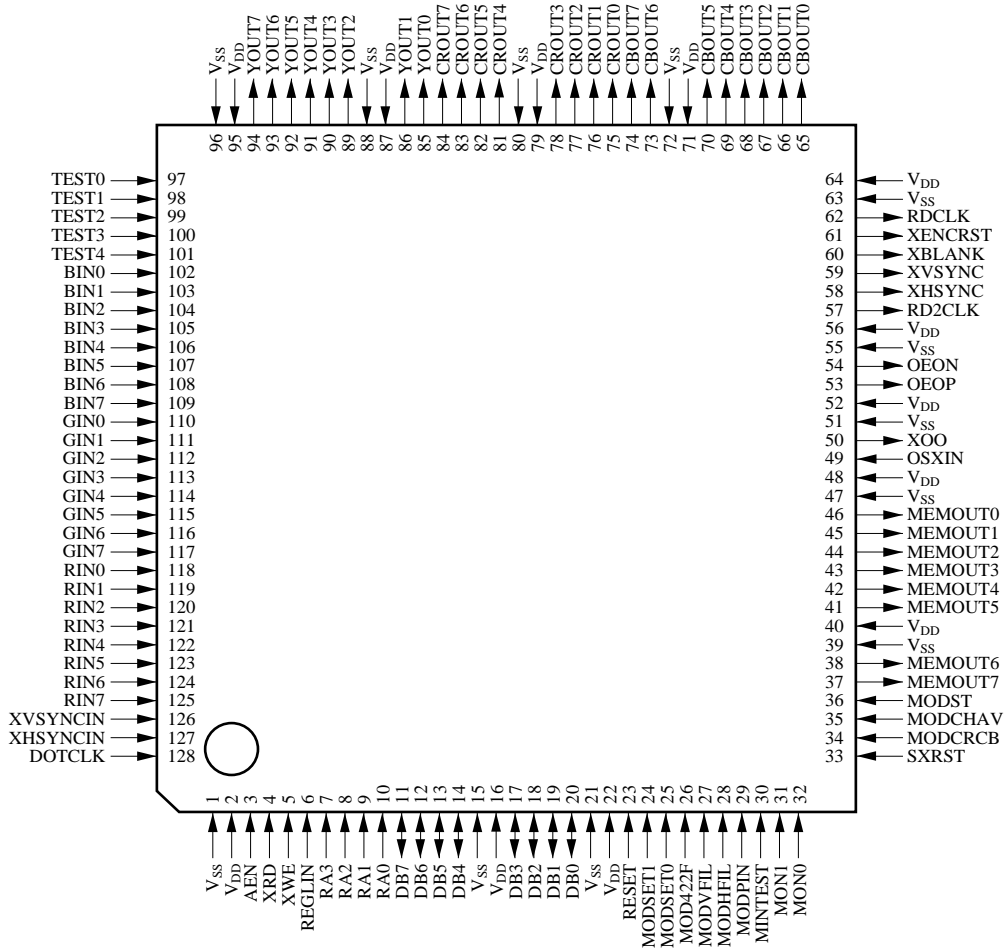 VSS VDD YOUT7 YOUT6 YOUT5 YOUT4 YOUT3 YOUT2 VSS VDD YOUT1 YOUT0 CROUT7 CROUT6 CROUT5 CROUT4 VSS VDD CROUT3 CROUT2 CROUT1 CROUT0 CBOUT7 CBOUT6 VSS VDD CBOUT5 CBOUT4 CBOUT3 CBOUT2 CBOUT1 CBOUT0
96 95 94 93 92 91 90 89 88 87 86 85 84 83 82 81 80 79 78 77 76 75 74 73 72 71 70 69 68 67 66 65
TEST0 97 64 VDD
TEST1 98 63 VSS
TEST2 99 62 RDCLK
TEST3 100 61 XENCRST
TEST4 101 60 XBLANK
BIN0 102 59 XVSYNC
BIN1 103 58 XHSYNC
BIN2 104 57 RD2CLK
BIN3 105 56 VDD
BIN4 106 55 VSS
BIN5 107 54 OEON
BIN6 108 53 OEOP
BIN7 109 52 VDD
GIN0 110 51 VSS
GIN1 111 50 XOO
GIN2 112 49 OSXIN
GIN3 113 48 VDD
GIN4 114 47 VSS
GIN5 115 46 MEMOUT0
GIN6 116 45 MEMOUT1
GIN7 117 44 MEMOUT2
RIN0 118 43 MEMOUT3
RIN1 119 42 MEMOUT4
RIN2 120 41 MEMOUT5
RIN3 121 40 VDD
RIN4 122 39 VSS
RIN5 123 38 MEMOUT6
RIN6 124 37 MEMOUT7
RIN7 125 36 MODST
XVSYNCIN 126 35 MODCHAV
XHSYNCIN 127 34 MODCRCB
DOTCLK 128 33 SXRST
1 2 3 4 5 6 7 8 9 10 11 12 13 14 15 16 17 18 19 20 21 22 23 24 25 26 27 28 29 30 31 32
VSS VDD AEN XRD XWE REGLIN RA3 RA2 RA1 RA0 DB7 DB6 DB5 DB4 VSS VDD DB3 DB2 DB1 DB0 VSS VDD RESET MODSET1 MODSET0 MOD422F MODVFIL MODHFIL MODPIN MINTEST MON1 MON0